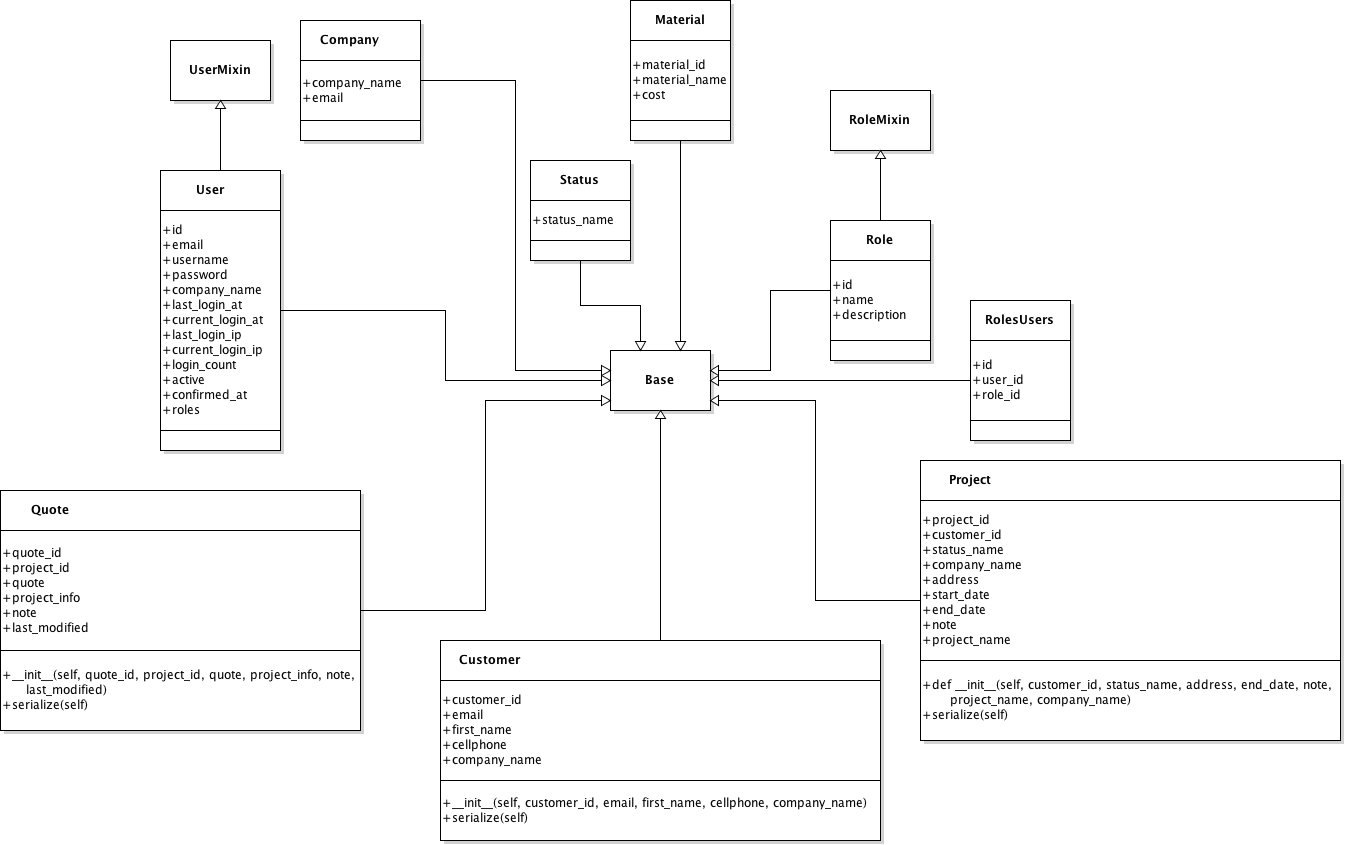 UserMixin
Company
+company_name
+email
Material
+material_id
+material_name
+cost
RoleMixin
Status
+status_name
User
+id
+email
+username
+password
+company_name
+last_login_at
+current_login_at
+last_login_ip
+current_login_ip
+login_count
+active
+confirmed_at
+roles
Role
+id
+name
+description
RolesUsers
+id
+user_id
+role_id
Base
Quote
+quote_id
+project_id
+quote
+project_info
+note
+last_modified
+__init__(self, quote_id, project_id, quote, project_info, note,
last_modified)
+serialize(self)
Customer
+customer_id
+email
+first_name
+cellphone
+company_name
+__init__(self, customer_id, email, first_name, cellphone, company_name)
+serialize(self)
Project
+project_id
+customer_id
+status_name
+company_name
+address
+start_date
+end_date
+note
+project_name
+def __init__(self, customer_id, status_name, address, end_date, note,
project_name, company_name)
+serialize(self)